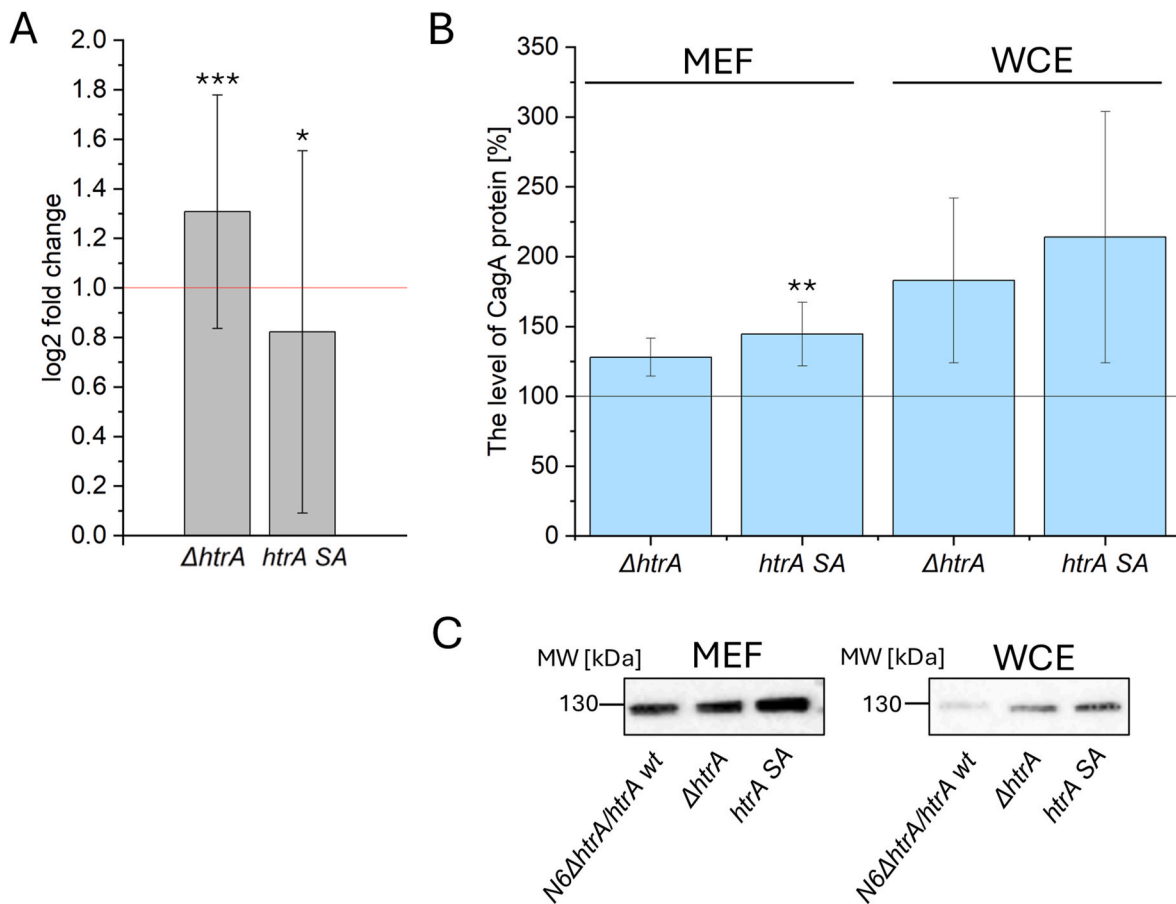 A
log2 fold change
2.0
1.8
1.6
1.4
1.2
1.0
0.8
0.6
0.4
0.2
0.0
***
*
ΔhtrA htrA SA
B
The level of CagA protein [%]
350
300
250
200
150
100
50
0
MEF WCE
**
ΔhtrA htrA SA ΔhtrA htrA SA
C
MW [kDa] MEF
130
N6ΔhtrA/htrA wt
ΔhtrA
htrA SA
MW [kDa] WCE
130
N6ΔhtrA/htrA wt
ΔhtrA
htrA SA